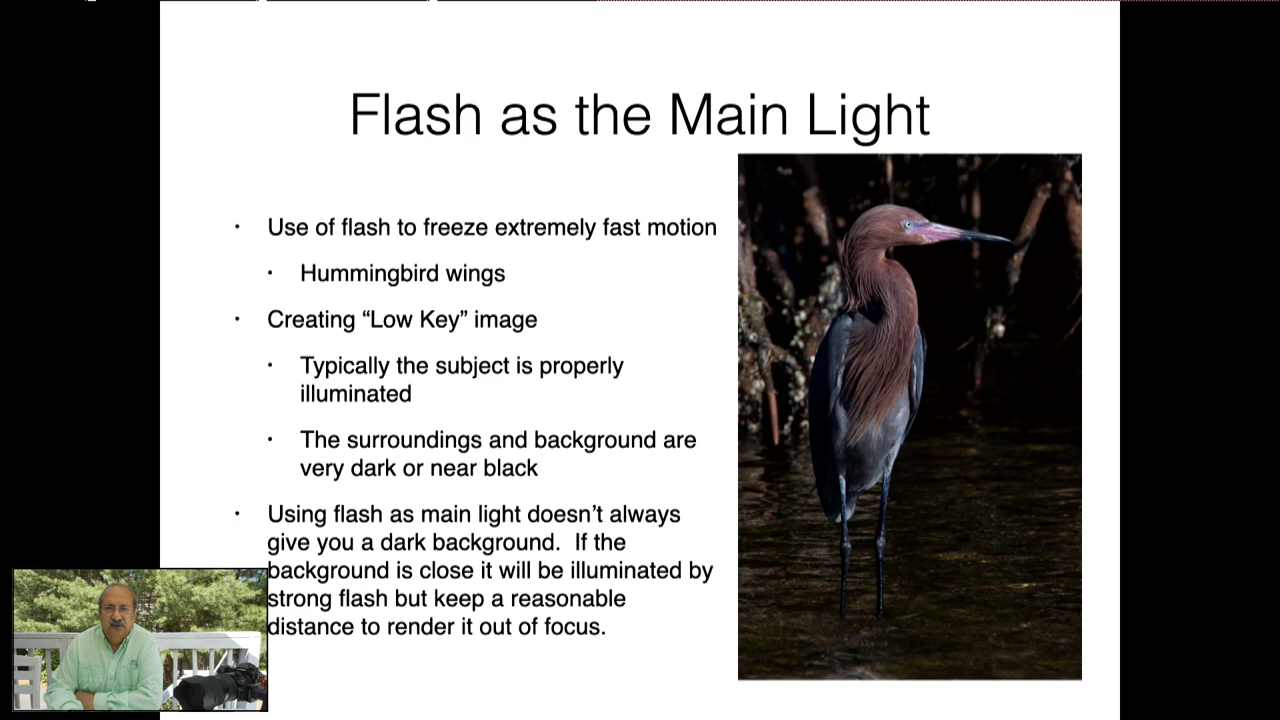 Flash as the Main Light
· Use of flash to freeze extremely fast motion
· Hummingbird wings
· Creating “Low Key” image
· Typically the subject is properly
illuminated
· The surroundings and background are
very dark or near black
· Using flash as main light doesn’t always
give you a dark background.  If the
background is close it will be illuminated by
strong flash but keep a reasonable
distance to render it out of focus.